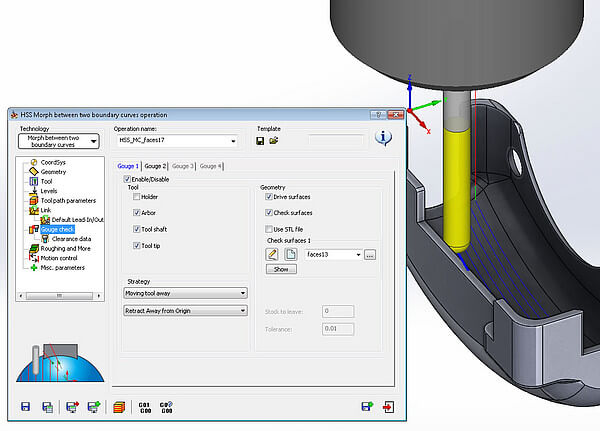 HSS Morph between two boundary curves operation
Technology
Morph between two
boundary curves
Operation name:
HSS_MC_faces17
Template
CoordSys
Geometry
Tool
Levels
Tool path parameters
Link
Default Lead-In/Out
Gouge check
Clearance data
Roughing and More
Motion control
Misc. parameters
Gouge 1
Gouge 2
Gouge 3
Gouge 4
Enable/Disable
Tool
Holder
Arbor
Tool shaft
Tool tip
Strategy
Moving tool away
Retract Away from Origin
Geometry
Drive surfaces
Check surfaces
Use STL file
Check surfaces 1
faces13
...
Show
Stock to leave:
0
Tolerance:
0.01
G01
G00
G0?
G00
Z
X